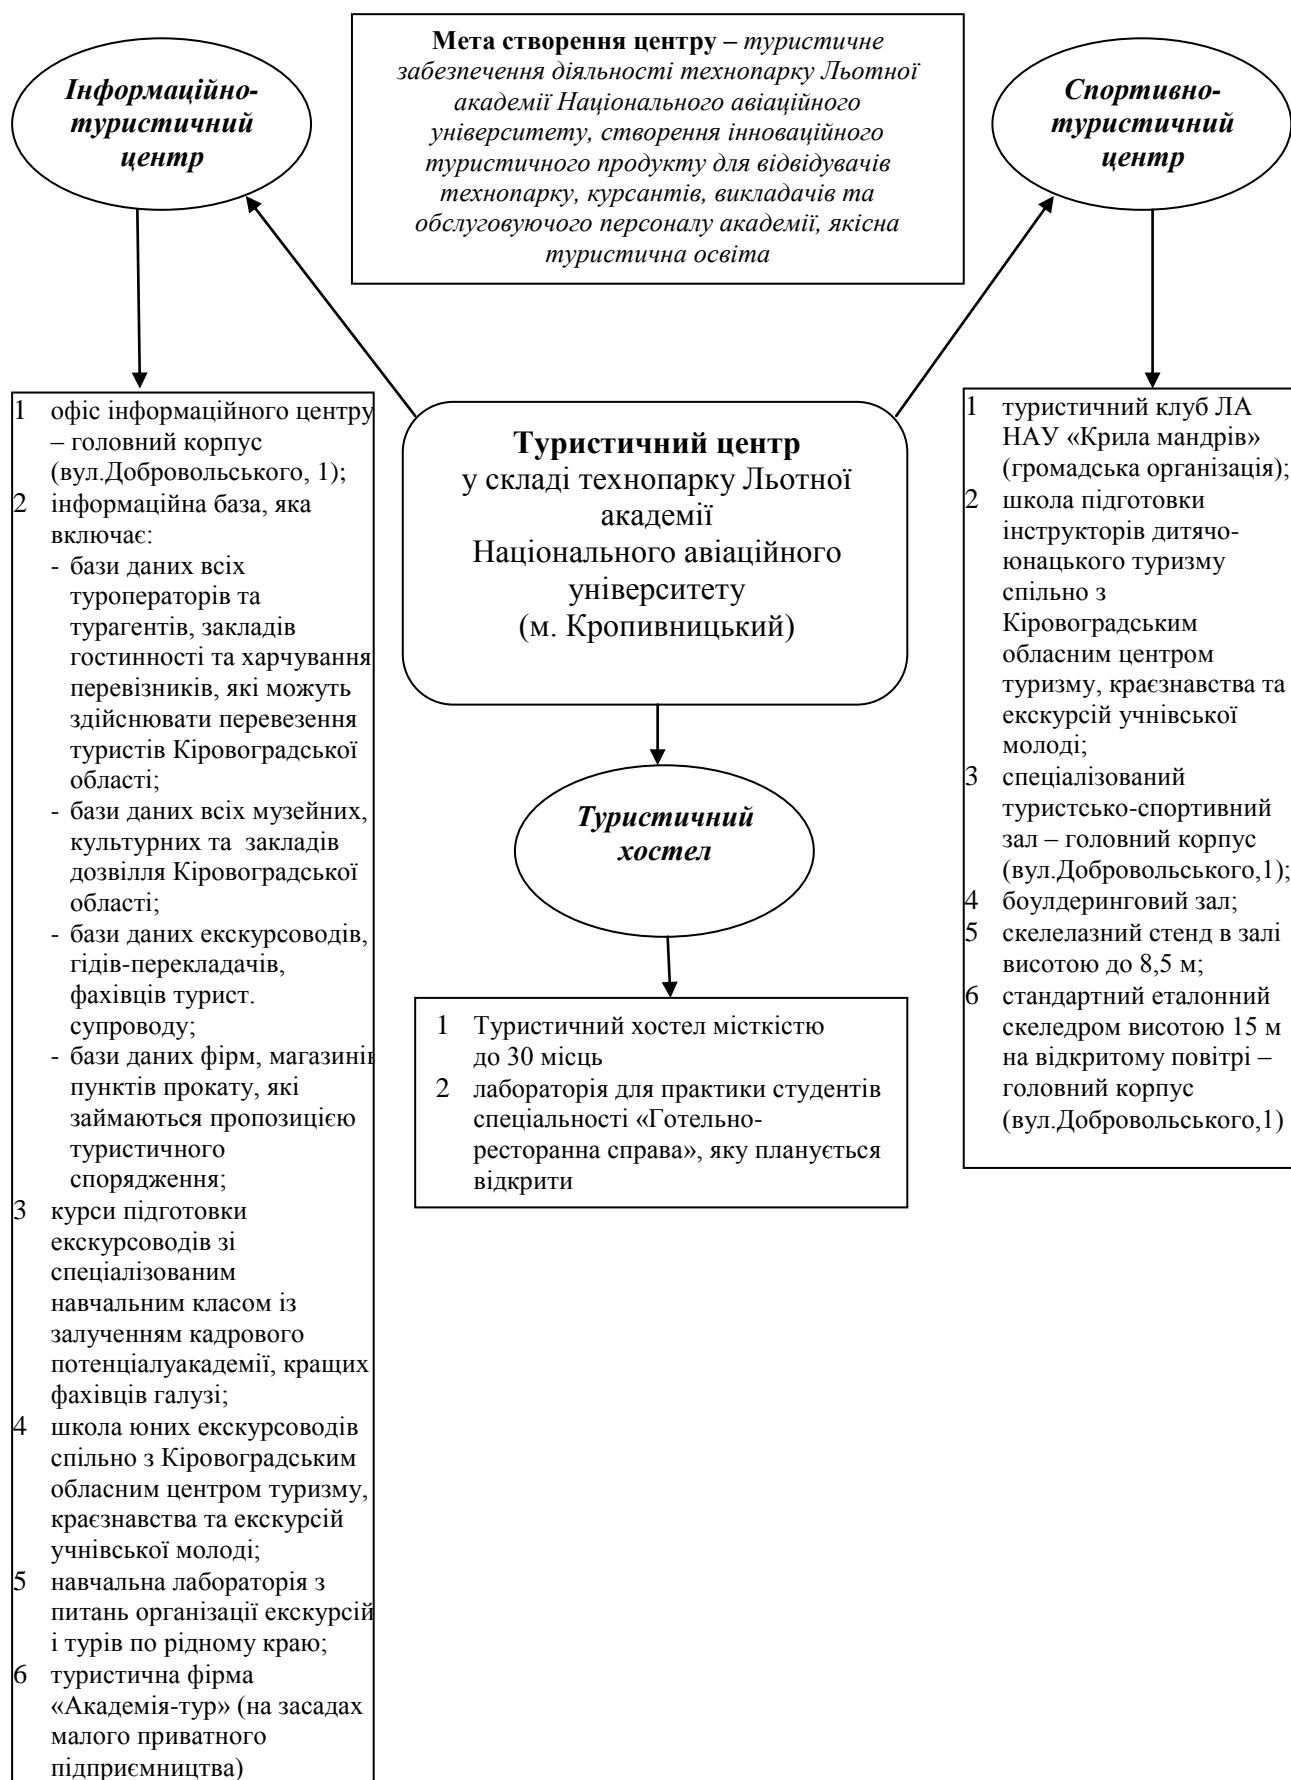 Інформаційно-
туристичний
центр
Мета створення центру – туристичне
забезпечення діяльності технопарку Льотної
академії Національного авіаційного
університету, створення інноваційного
туристичного продукту для відвідувачів
технопарку, курсантів, викладачів та
обслуговуючого персоналу академії, якісна
туристична освіта
Спортивно-
туристичний
центр
1 офіс інформаційного центру
– головний корпус
(вул.Добровольського, 1);
2 інформаційна база, яка
включає:
- бази даних всіх
туроператорів та
турагентів, закладів
гостинності та харчування
перевізників, які можуть
здійснювати перевезення
туристів Кіровоградської
області;
- бази даних всіх музейних,
культурних та закладів
дозвілля Кіровоградської
області;
- бази даних екскурсоводів,
гідів-перекладачів,
фахівців турист.
супроводу;
- бази даних фірм, магазинів
пунктів прокату, які
займаються пропозицією
туристичного
спорядження;
3 курси підготовки
екскурсоводів зі
спеціалізованим
навчальним класом із
залученням кадрового
потенціалуакадемії, кращих
фахівців галузі;
4 школа юних екскурсоводів
спільно з Кіровоградським
обласним центром туризму,
краєзнавства та екскурсій
учнівської молоді;
5 навчальна лабораторія з
питань організації екскурсій
і турів по рідному краю;
6 туристична фірма
«Академія-тур» (на засадах
малого приватного
підприємництва)
Туристичний центр
у складі технопарку Льотної
академії
Національного авіаційного
університету
(м. Кропивницький)
Туристичний
хостел
1 Туристичний хостел місткістю
до 30 місць
2 лабораторія для практики студентів
спеціальності «Готельно-
ресторанна справа», яку планується
відкрити
1 туристичний клуб ЛА
НАУ «Крила мандрів»
(громадська організація);
2 школа підготовки
інструкторів дитячо-
юнацького туризму
спільно з
Кіровоградським
обласним центром
туризму, краєзнавства та
екскурсій учнівської
молоді;
3 спеціалізований
туристсько-спортивний
зал – головний корпус
(вул.Добровольського,1);
4 боулдеринговий зал;
5 скелелазний стенд в залі
висотою до 8,5 м;
6 стандартний еталонний
скеледром висотою 15 м
на відкритому повітрі –
головний корпус
(вул.Добровольського,1)